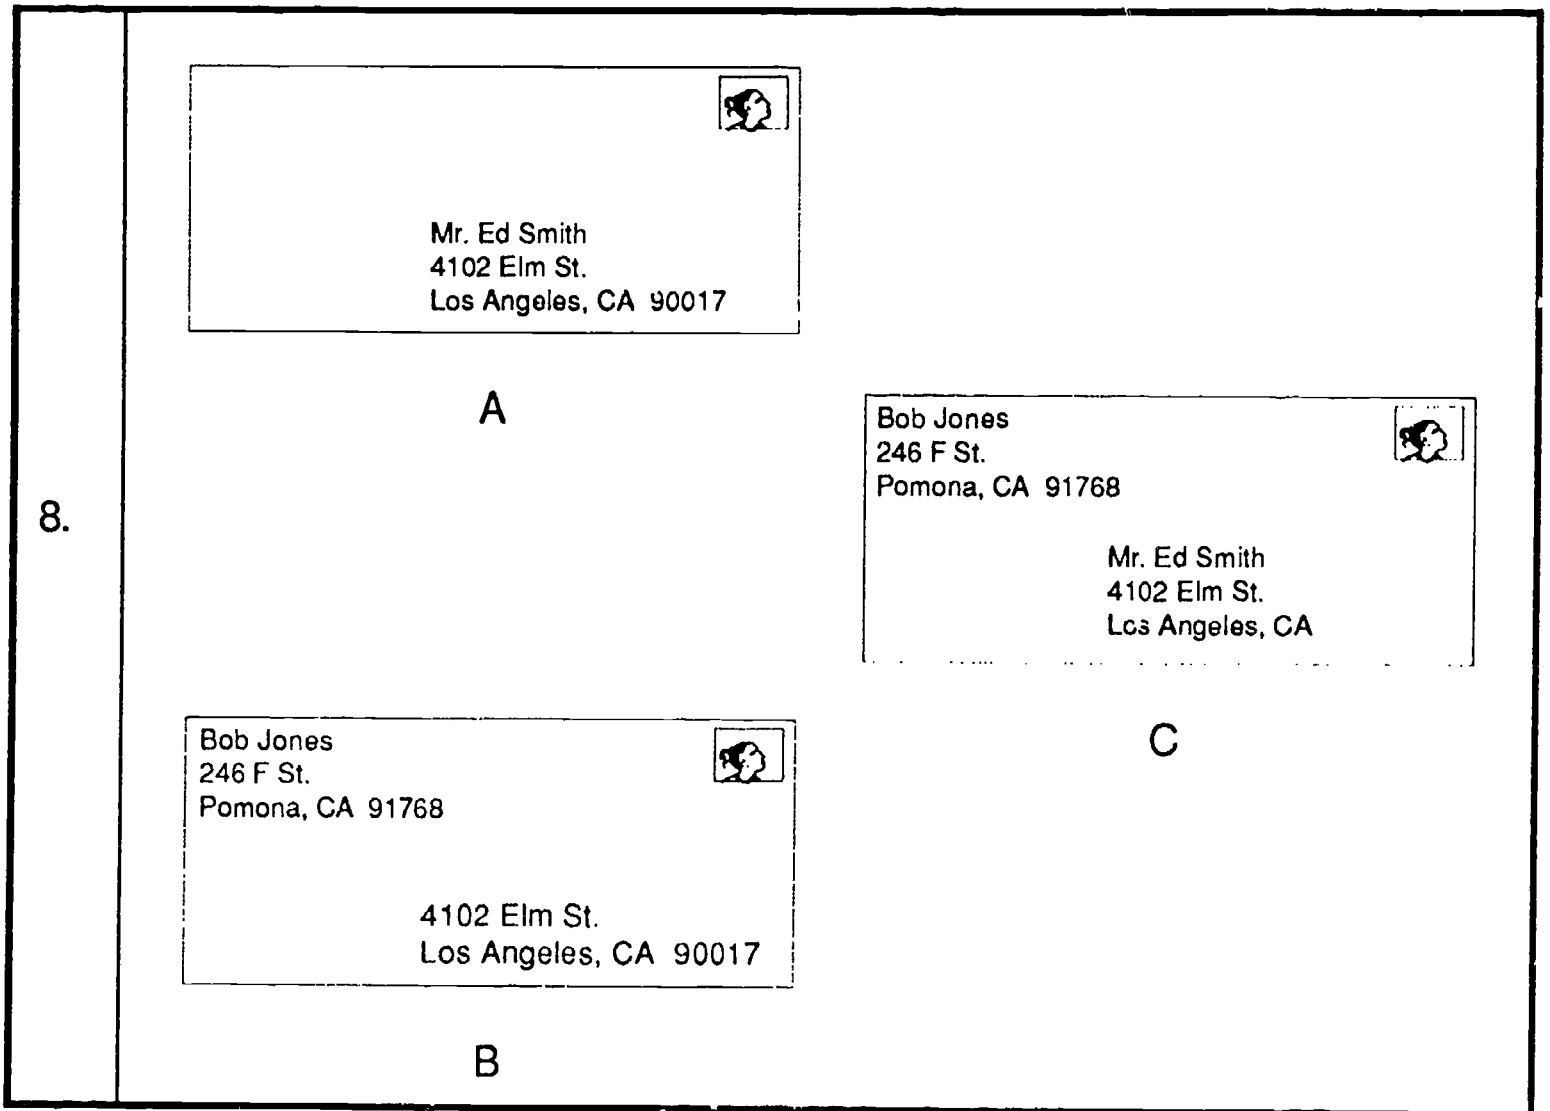 8.
Mr. Ed Smith
4102 Elm St.
Los Angeles, CA 90017
A
Bob Jones
246 F St.
Pomona, CA 91768
4102 Elm St.
Los Angeles, CA 90017
B
Bob Jones
246 F St.
Pomona, CA 91768
Mr. Ed Smith
4102 Elm St.
Los Angeles, CA
C